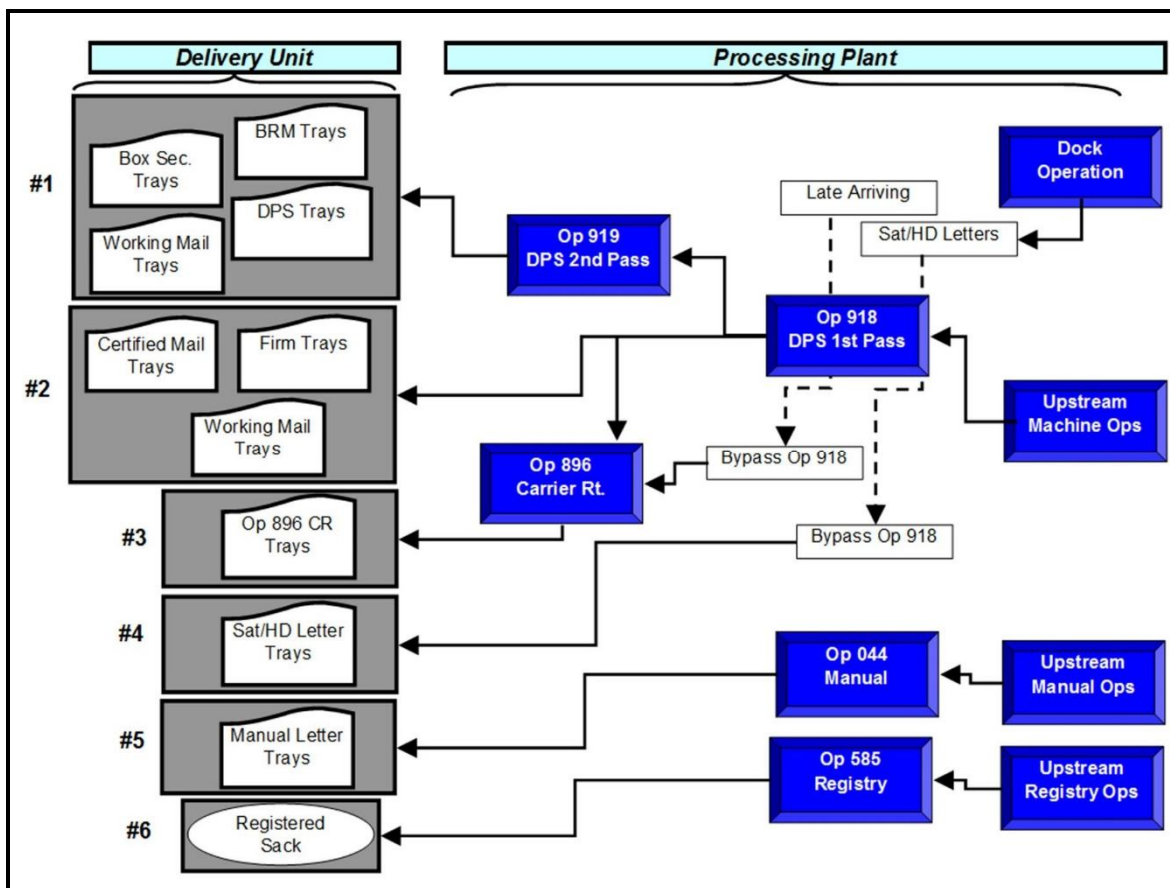 Delivery Unit
Processing Plant
#1
Box Sec.
Trays
BRM Trays
DPS Trays
Working Mail
Trays
#2
Certified Mail
Trays
Firm Trays
Working Mail
Trays
#3
Op 896 CR
Trays
#4
Sat/HD Letter
Trays
#5
Manual Letter
Trays
#6
Registered
Sack
Dock
Operation
Late Arriving
Sat/HD Letters
Op 919
DPS 2nd Pass
Op 918
DPS 1st Pass
Upstream
Machine Ops
Op 896
Carrier Rt.
Bypass Op 918
Bypass Op 918
Op 044
Manual
Upstream
Manual Ops
Op 585
Registry
Upstream
Registry Ops